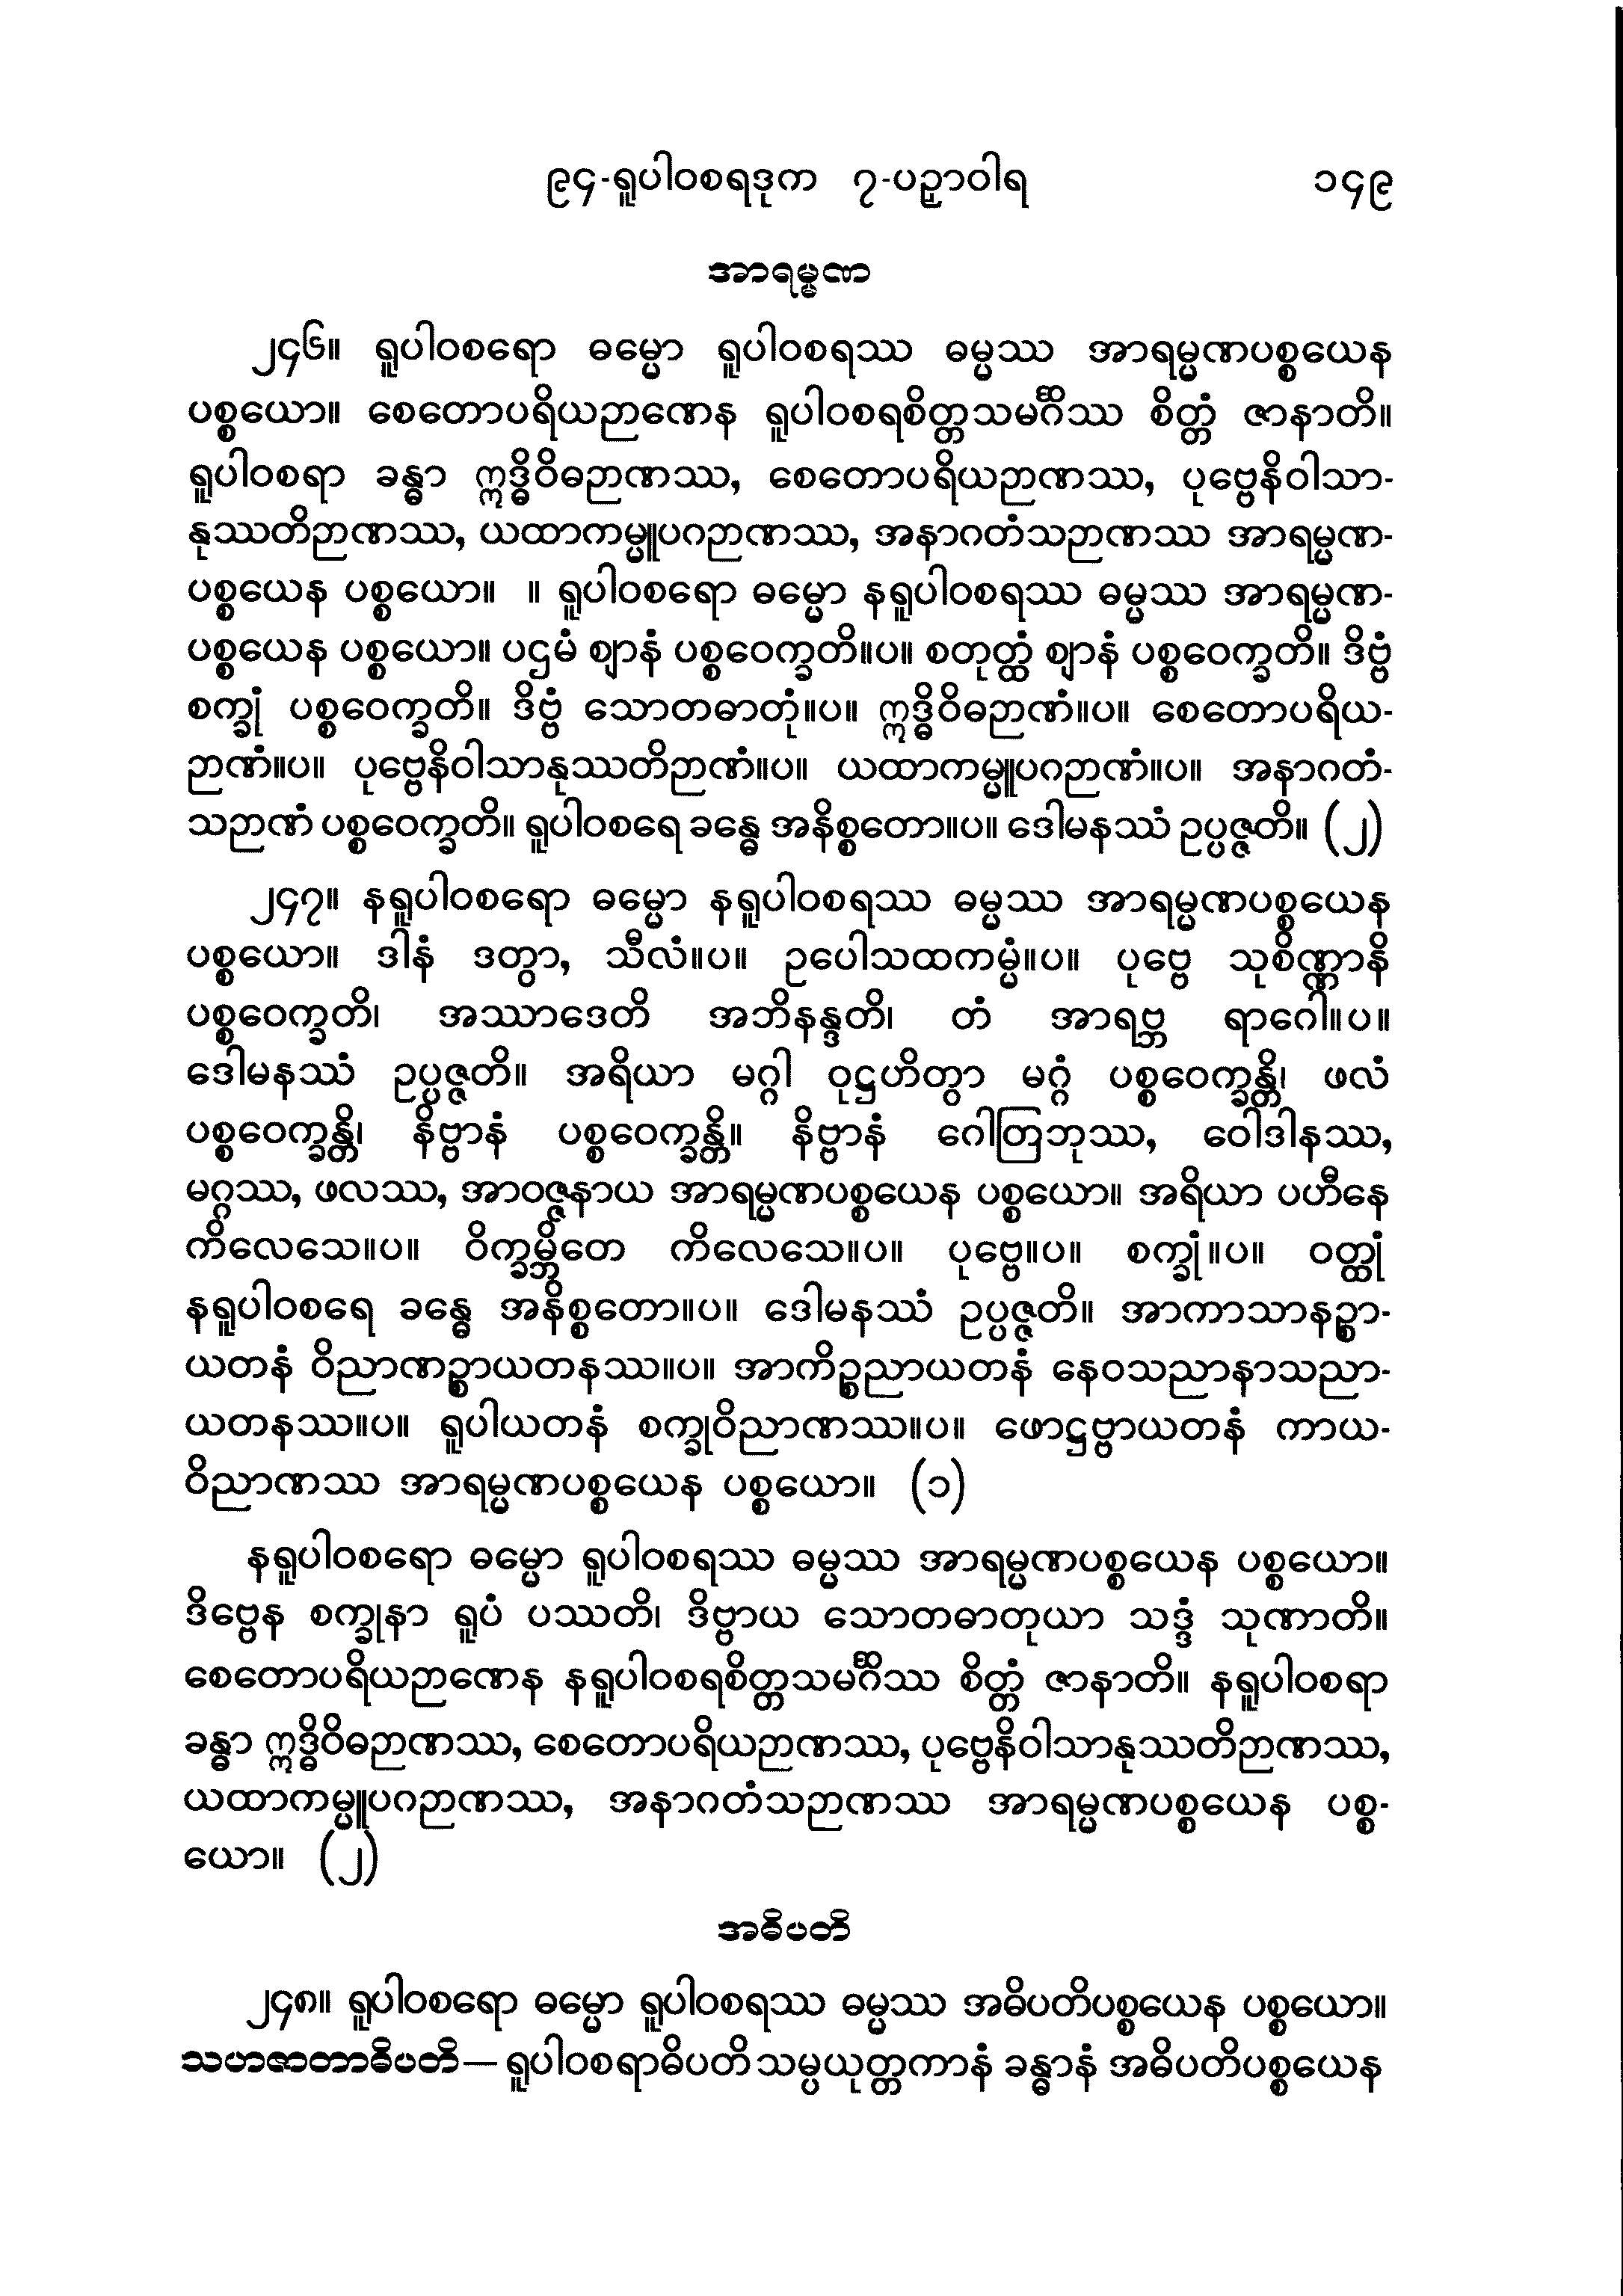 ၉၄-ရူပါဝစရဒုက ၇-ပဉှာဝါရ ၁၄၉
အာရမ္မဏ
၂၄၆။ ရူပါဝစရော ဓမ္မော ရူပါဝစရဿ ဓမ္မဿ အာရမ္မဏပစ္စယေန
ပစ္စယော။ စေတောပရိယဉာဏေန ရူပါဝစရစိတ္တသမင်္ဂိဿ စိတ္တံ ဇာနာတိ။
ရူပါဝစရာ ခန္ဓာ ဣဒ္ဓိဝိဓဉာဏဿ, စေတောပရိယဉာဏဿ, ပုဗ္ဗေနိဝါသာ-
နုဿတိဉာဏဿ, ယထာကမ္မူပဂဉာဏဿ, အနာဂတံသဉာဏဿ အာရမ္မဏ-
ပစ္စယေန ပစ္စယော။ ။ ရူပါဝစရော ဓမ္မော နရူပါဝစရဿ ဓမ္မဿ အာရမ္မဏ-
ပစ္စယေန ပစ္စယော။ ပဌမံ ဈာနံ ပစ္စဝေက္ခတိ။ပ။ စတုတ္ထံ ဈာနံ ပစ္စဝေက္ခတိ။ ဒိဗ္ဗံ
စက္ခုံ ပစ္စဝေက္ခတိ။ ဒိဗ္ဗံ သောတဓာတုံ။ပ။ ဣဒ္ဓိဝိဓဉာဏံ။ပ။ စေတောပရိယ-
ဉာဏံ။ပ။ ပုဗ္ဗေနိဝါသာနုဿတိဉာဏံ။ပ။ ယထာကမ္မူပဂဉာဏံ။ပ။ အနာဂတံ-
သဉာဏံ ပစ္စဝေက္ခတိ။ ရူပါဝစရေ ခန္ဓေ အနိစ္စတော။ပ။ ဒေါမနဿံ ဥပ္ပဇ္ဇတိ။ (၂)
၂၄၇။ နရူပါဝစရော ဓမ္မော နရူပါဝစရဿ ဓမ္မဿ အာရမ္မဏပစ္စယေန
ပစ္စယော။ ဒါနံ ဒတွာ, သီလံ။ပ။ ဥပေါသထကမ္မံ။ပ။ ပုဗ္ဗေ သုစိဏ္ဏာနိ
ပစ္စဝေက္ခတိ၊ အဿာဒေတိ အဘိနန္ဒတိ၊ တံ အာရဗ္ဘ ရာဂေါ။ပ။
ဒေါမနဿံ ဥပ္ပဇ္ဇတိ။ အရိယာ မဂ္ဂါ ဝုဋ္ဌဟိတွာ မဂ္ဂံ ပစ္စဝေက္ခန္တိ၊ ဖလံ
ပစ္စဝေက္ခန္တိ၊ နိဗ္ဗာနံ ပစ္စဝေက္ခန္တိ။ နိဗ္ဗာနံ ဂေါတြဘုဿ, ဝေါဒါနဿ,
မဂ္ဂဿ, ဖလဿ, အာဝဇ္ဇနာယ အာရမ္မဏပစ္စယေန ပစ္စယော။ အရိယာ ပဟီနေ
ကိလေသေ။ပ။ ဝိက္ခမ္ဘိတေ ကိလေသေ။ပ။ ပုဗ္ဗေ။ပ။ စက္ခုံ။ပ။ ဝတ္ထုံ
နရူပါဝစရေ ခန္ဓေ အနိစ္စတော။ပ။ ဒေါမနဿံ ဥပ္ပဇ္ဇတိ။ အာကာသာနဉ္စာ-
ယတနံ ဝိညာဏဉ္စာယတနဿ။ပ။ အာကိဉ္စညာယတနံ နေဝသညာနာသညာ-
ယတနဿ။ပ။ ရူပါယတနံ စက္ခုဝိညာဏဿ။ပ။ ဖောဋ္ဌဗ္ဗာယတနံ ကာယ-
ဝိညာဏဿ အာရမ္မဏပစ္စယေန ပစ္စယော။ (၁)
နရူပါဝစရော ဓမ္မော ရူပါဝစရဿ ဓမ္မဿ အာရမ္မဏပစ္စယေန ပစ္စယော။
ဒိဗ္ဗေန စက္ခုနာ ရူပံ ပဿတိ၊ ဒိဗ္ဗာယ သောတဓာတုယာ သဒ္ဒံ သုဏာတိ။
စေတောပရိယဉာဏေန နရူပါဝစရစိတ္တသမင်္ဂိဿ စိတ္တံ ဇာနာတိ။ နရူပါဝစရာ
ခန္ဓာ ဣဒ္ဓိဝိဓဉာဏဿ, စေတောပရိယဉာဏဿ, ပုဗ္ဗေနိဝါသာနုဿတိဉာဏဿ,
ယထာကမ္မူပဂဉာဏဿ, အနာဂတံသဉာဏဿ အာရမ္မဏပစ္စယေန ပစ္စ-
ယော။ (၂)
အဓိပတိ
၂၄၈။ ရူပါဝစရော ဓမ္မော ရူပါဝစရဿ ဓမ္မဿ အဓိပတိပစ္စယေန ပစ္စယော။
သဟဇာတာဓိပတိ— ရူပါဝစရာဓိပတိ သမ္ပယုတ္တကာနံ ခန္ဓာနံ အဓိပတိပစ္စယေန